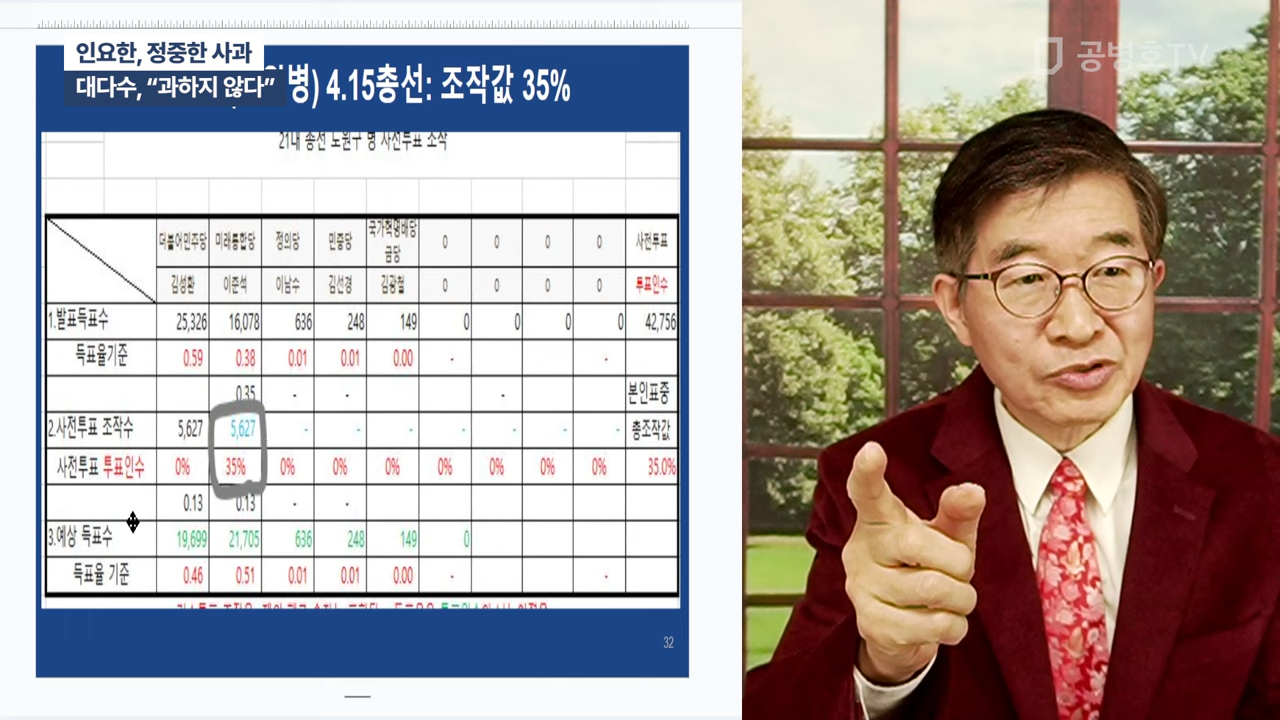 인요한, 정중한 사과
대다수, “과하지 않다”
병) 4.15총선: 조작값 35%
공병호TV
21대 총선 노원구 병 사전투표 조작
더불어민주당 미래통합당 정의당 민중당 국가혁명배당금당 0 0 0 0 사전투표
김성환 이준석 이남수 김선경 김광철 0 0 0 0 투표인수
1.발표득표수 25,326 16,078 636 248 149 0 0 0 0 42,756
득표율기준 0.59 0.38 0.01 0.01 0.00 - -
0.35 - - - 본인표중
2.사전투표 조작수 5,627 5,627 - - - - - - - 총조작값
사전투표 투표인수 0% 35% 0% 0% 0% 0% 0% 0% 0% 35.0%
0.13 0.13 - -
3.예상 득표수 19,699 21,705 636 248 149 0
득표율 기준 0.46 0.51 0.01 0.01 0.00 - -
32